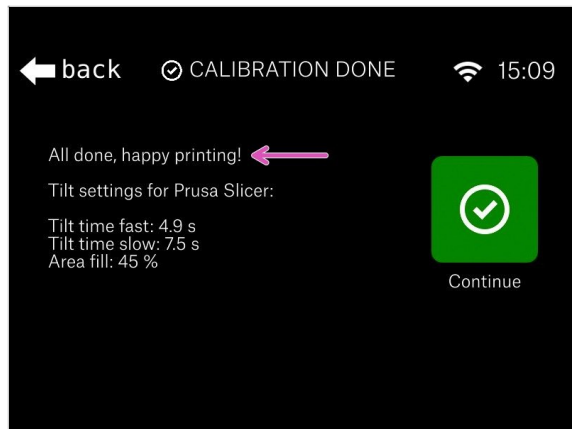 back
CALIBRATION DONE
15:09
All done, happy printing!
Tilt settings for Prusa Slicer:
Tilt time fast: 4.9 s
Tilt time slow: 7.5 s
Area fill: 45 %
Continue